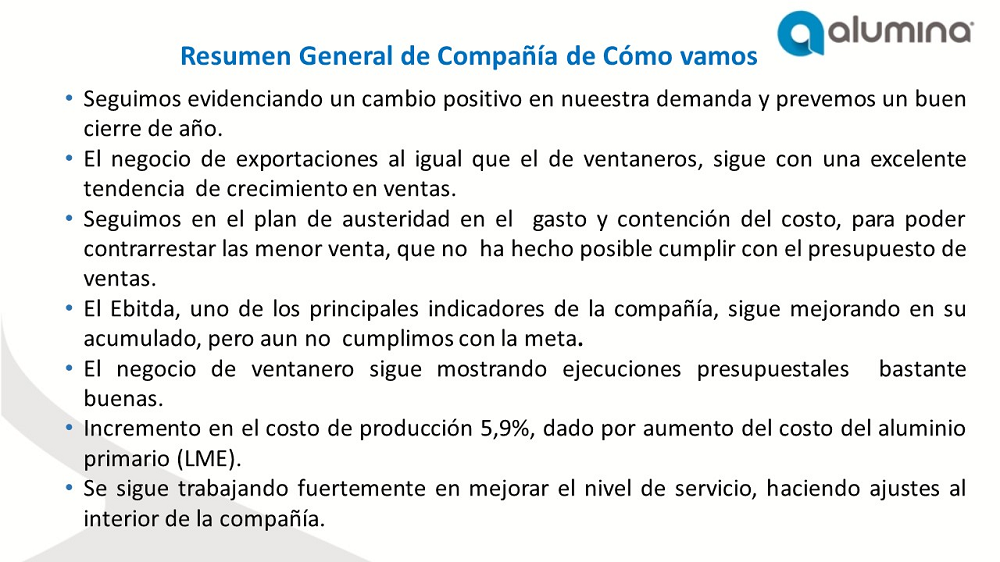 alumina
Resumen General de Compañía de Cómo vamos
• Seguimos evidenciando un cambio positivo en nueestra demanda y prevemos un buen
cierre de año.
• El negocio de exportaciones al igual que el de ventaneros, sigue con una excelente
tendencia de crecimiento en ventas.
• Seguimos en el plan de austeridad en el gasto y contención del costo, para poder
contrarrestar las menor venta, que no ha hecho posible cumplir con el presupuesto de
ventas.
• El Ebitda, uno de los principales indicadores de la compañía, sigue mejorando en su
acumulado, pero aun no cumplimos con la meta.
• El negocio de ventanero sigue mostrando ejecuciones presupuestales bastante
buenas.
• Incremento en el costo de producción 5,9%, dado por aumento del costo del aluminio
primario (LME).
• Se sigue trabajando fuertemente en mejorar el nivel de servicio, haciendo ajustes al
interior de la compañía.